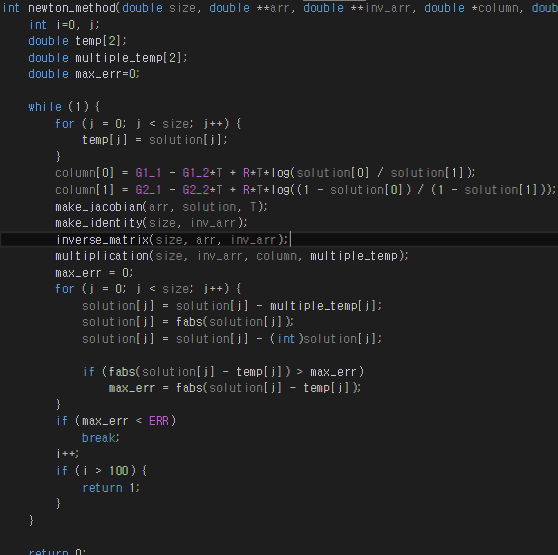 int newton_method(double size, double **arr, double **inv_arr, double *column, doub
int i=0, j;
double temp[2];
double multiple_temp[2];
double max_err=0;
while (1) {
for (j = 0; j < size; j++) {
temp[j] = solution[j];
}
column[0] = G1_1 - G1_2*T + R*T*log(solution[0] / solution[1]);
column[1] = G2_1 - G2_2*T + R*T*log((1 - solution[0]) / (1 - solution[1]));
make_jacobian(arr, solution, T);
make_identity(size, inv_arr);
inverse_matrix(size, arr, inv_arr);
multiplication(size, inv_arr, column, multiple_temp);
max_err = 0;
for (j = 0; j < size; j++) {
solution[j] = solution[j] - multiple_temp[j];
solution[j] = fabs(solution[j]);
solution[j] = solution[j] - (int)solution[j];
if (fabs(solution[j] - temp[j]) > max_err)
max_err = fabs(solution[j] - temp[j]);
}
if (max_err < ERR)
break;
i++;
if (i > 100) {
return 1;
}
}
return 0;